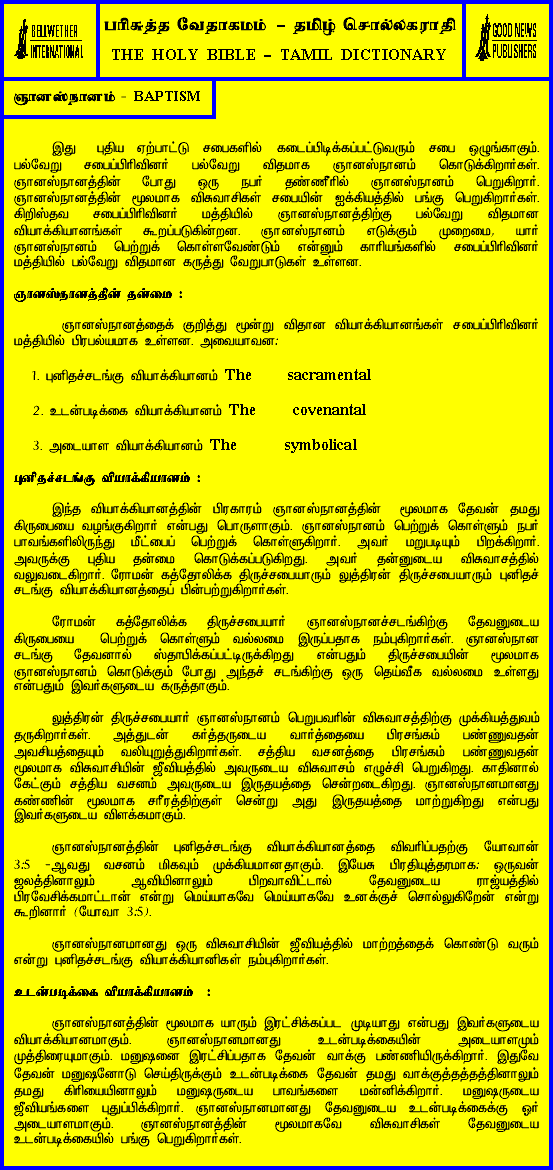 BELLWETHER
INTERNATIONAL
பரிசுத்த வேதாகமம் – தமிழ் சொல்லகராதி
THE HOLY BIBLE – TAMIL DICTIONARY
GOOD NEWS
PUBLISHERS
ஞானஸ்நானம் - BAPTISM
இது புதிய ஏற்பாட்டு சபைகளில் கடைப்பிடிக்கப்பட்டுவரும் சபை ஒழுங்காகும்.
பல்வேறு சபைப்பிரிவினர் பல்வேறு விதமாக ஞானஸ்நானம் கொடுக்கிறார்கள்.
ஞானஸ்நானத்தின் போது ஒரு நபர் தண்ணீரில் ஞானஸ்நானம் பெறுகிறார்.
ஞானஸ்நானத்தின் மூலமாக விசுவாசிகள் சபையின் ஐக்கியத்தில் பங்கு பெறுகிறார்கள்.
கிறிஸ்தவ சபைப்பிரிவினர் மத்தியில் ஞானஸ்நானத்திற்கு பல்வேறு விதமான
வியாக்கியானங்கள் கூறப்படுகின்றன. ஞானஸ்நானம் எடுக்கும் முறைமை, யார்
ஞானஸ்நானம் பெற்றுக் கொள்ளவேண்டும் என்னும் காரியங்களில் சபைப்பிரிவினர்
மத்தியில் பல்வேறு விதமான கருத்து வேறுபாடுகள் உள்ளன.
ஞானஸ்நானத்தின் தன்மை :
ஞானஸ்நானத்தைக் குறித்து மூன்று விதான வியாக்கியானங்கள் சபைப்பிரிவினர்
மத்தியில் பிரபல்யமாக உள்ளன. அவையாவன:
1. புனிதச்சடங்கு வியாக்கியானம் The sacramental
2. உடன்படிக்கை வியாக்கியானம் The covenantal
3. அடையாள வியாக்கியானம் The symbolical
புனிதச்சடங்கு வியாக்கியானம் :
இந்த வியாக்கியானத்தின் பிரகாரம் ஞானஸ்நானத்தின் மூலமாக தேவன் தமது
கிருபையை வழங்குகிறார் என்பது பொருளாகும். ஞானஸ்நானம் பெற்றுக் கொள்ளும் நபர்
பாவங்களிலிருந்து மீட்பைப் பெற்றுக் கொள்ளுகிறார். அவர் மறுபடியும் பிறக்கிறார்.
அவருக்கு புதிய தன்மை கொடுக்கப்படுகிறது. அவர் தன்னுடைய விசுவாசத்தில்
வலுவடைகிறார். ரோமன் கத்தோலிக்க திருச்சபையாரும் லுத்திரன் திருச்சபையாரும் புனிதச்
சடங்கு வியாக்கியானத்தைப் பின்பற்றுகிறார்கள்.
ரோமன் கத்தோலிக்க திருச்சபையார் ஞானஸ்நானச்சடங்கிற்கு தேவனுடைய
கிருபையை பெற்றுக் கொள்ளும் வல்லமை இருப்பதாக நம்புகிறார்கள். ஞானஸ்நான
சடங்கு தேவனால் ஸ்தாபிக்கப்பட்டிருக்கிறது என்பதும் திருச்சபையின் மூலமாக
ஞானஸ்நானம் கொடுக்கும் போது அந்தச் சடங்கிற்கு ஒரு தெய்வீக வல்லமை உள்ளது
என்பதும் இவர்களுடைய கருத்தாகும்.
லுத்திரன் திருச்சபையார் ஞானஸ்நானம் பெறுபவரின் விசுவாசத்திற்கு முக்கியத்துவம்
தருகிறார்கள். அத்துடன் கர்த்தருடைய வார்த்தையை பிரசங்கம் பண்ணுவதன்
அவசியத்தையும் வலியுறுத்துகிறார்கள். சத்திய வசனத்தை பிரசங்கம் பண்ணுவதன்
மூலமாக விசுவாசியின் ஜீவியத்தில் அவருடைய விசுவாசம் எழுச்சி பெறுகிறது. காதினால்
கேட்கும் சத்திய வசனம் அவருடைய இருதயத்தை சென்றடைகிறது. ஞானஸ்நானமானது
கண்ணின் மூலமாக சரீரத்திற்குள் சென்று அது இருதயத்தை மாற்றுகிறது என்பது
இவர்களுடைய விளக்கமாகும்.
ஞானஸ்நானத்தின் புனிதச்சடங்கு வியாக்கியானத்தை விவரிப்பதற்கு யோவான்
3:5 -ஆவது வசனம் மிகவும் முக்கியமானதாகும். இயேசு பிரதியுத்தரமாக: ஒருவன்
ஜலத்தினாலும் ஆவியினாலும் பிறவாவிட்டால் தேவனுடைய ராஜ்யத்தில்
பிரவேசிக்கமாட்டான் என்று மெய்யாகவே மெய்யாகவே உனக்குச் சொல்லுகிறேன் என்று
கூறினார் (யோவா 3:5).
ஞானஸ்நானமானது ஒரு விசுவாசியின் ஜீவியத்தில் மாற்றத்தைக் கொண்டு வரும்
என்று புனிதச்சடங்கு வியாக்கியானிகள் நம்புகிறார்கள்.
உடன்படிக்கை வியாக்கியானம் :
ஞானஸ்நானத்தின் மூலமாக யாரும் இரட்சிக்கப்பட முடியாது என்பது இவர்களுடைய
வியாக்கியானமாகும். ஞானஸ்நானமானது உடன்படிக்கையின் அடையாளமும்
முத்திரையுமாகும். மனுஷனை இரட்சிப்பதாக தேவன் வாக்கு பண்ணியிருக்கிறார். இதுவே
தேவன் மனுஷனோடு செய்திருக்கும் உடன்படிக்கை தேவன் தமது வாக்குத்தத்தத்தினாலும்
தமது கிரியையினாலும் மனுஷருடைய பாவங்களை மன்னிக்கிறார். மனுஷருடைய
ஜீவியங்களை புதுப்பிக்கிறார். ஞானஸ்நானமானது தேவனுடைய உடன்படிக்கைக்கு ஓர்
அடையாளமாகும். ஞானஸ்நானத்தின் மூலமாகவே விசுவாசிகள் தேவனுடைய
உடன்படிக்கையில் பங்கு பெறுகிறார்கள்.